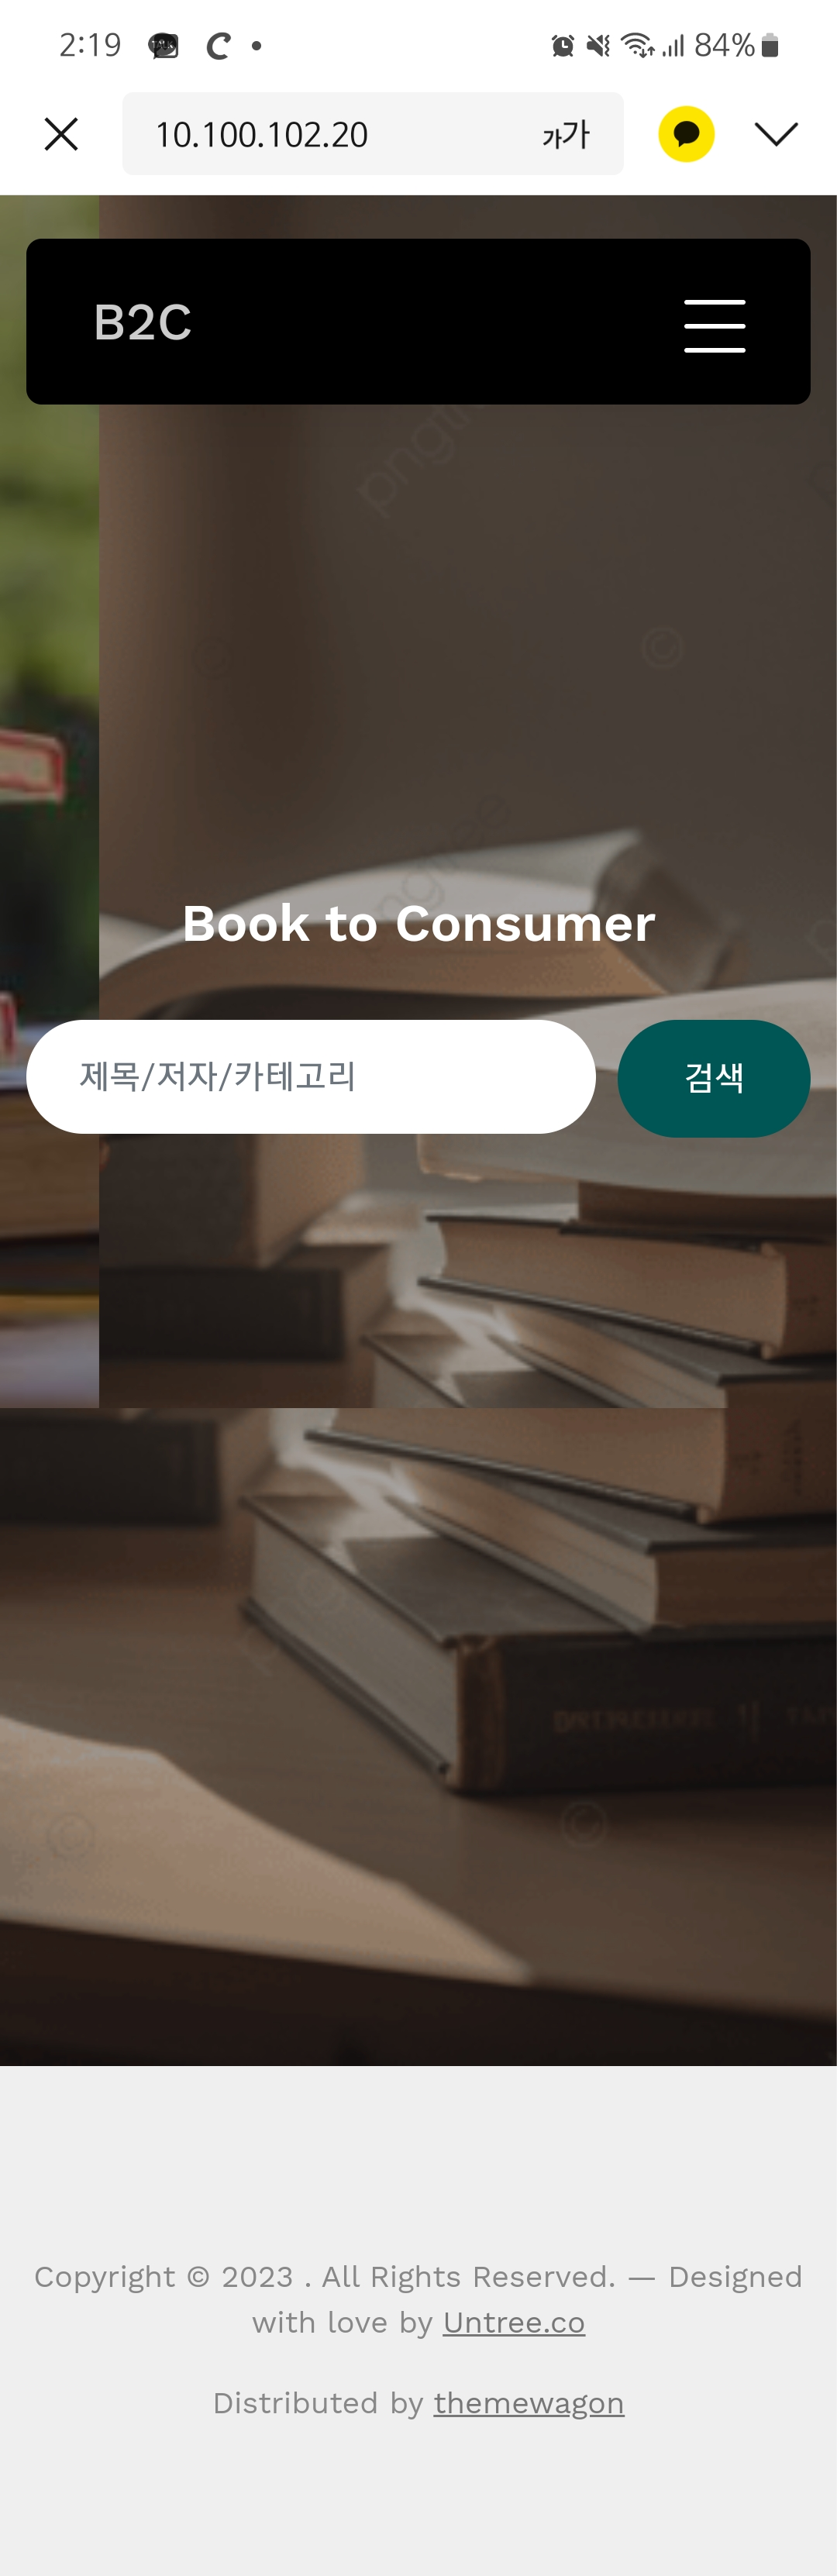 2:19 84%
10.100.102.20 가가
B2C
pngtree
Book to Consumer
제목/저자/카테고리 검색
Copyright © 2023 . All Rights Reserved. — Designed
with love by Untree.co
Distributed by themewagon